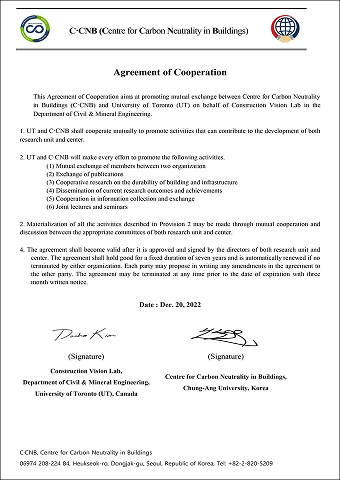 C·CNB (Centre for Carbon Neutrality in Buildings)
Agreement of Cooperation
This Agreement of Cooperation aims at promoting mutual exchange between Centre for Carbon Neutrality
in Buildings (C·CNB) and University of Toronto (UT) on behalf of Construction Vision Lab in the
Department of Civil & Mineral Engineering.
1. UT and C·CNB shall cooperate mutually to promote activities that can contribute to the development of both
research unit and center.
2. UT and C·CNB will make every effort to promote the following activities.
(1) Mutual exchange of members between two organization
(2) Exchange of publications
(3) Cooperative research on the durability of building and infrastructure
(4) Dissemination of current research outcomes and achievements
(5) Cooperation in information collection and exchange
(6) Joint lectures and seminars
2. Materialization of all the activities described in Provision 2 may be made through mutual cooperation and
discussion between the appropriate committees of both research unit and center.
4. The agreement shall become valid after it is approved and signed by the directors of both research unit and
center. The agreement shall hold good for a fixed duration of seven years and is automatically renewed if no
terminated by either organization. Each party may propose in writing any amendments in the agreement to
the other party. The agreement may be terminated at any time prior to the date of expiration with three
month written notice.
Date : Dec. 20, 2022
(Signature) (Signature)
Construction Vision Lab,
Department of Civil & Mineral Engineering,
University of Toronto (UT), Canada
Centre for Carbon Neutrality in Buildings,
Chung-Ang University, Korea
C·CNB, Centre for Carbon Neutrality in Buildings
06974 208-224 84, Heukseok-ro, Dongjak-gu, Seoul, Republic of Korea, Tel: +82-2-820-5209